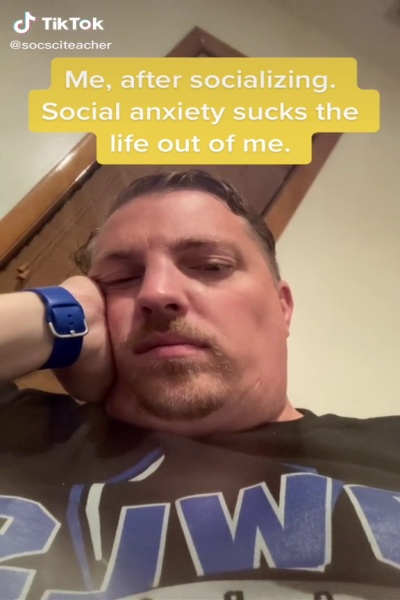 TikTok
@socsciteacher
Me, after socializing.
Social anxiety sucks the
life out of me.